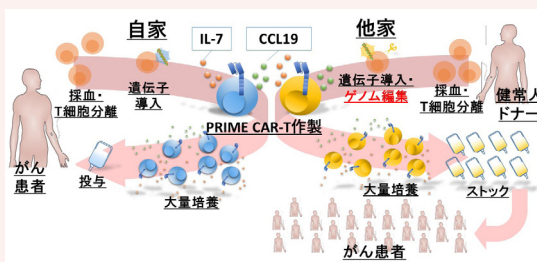 自家
IL-7
CCL19
他家
採血・
T細胞分離
遺伝子
導入
遺伝子導入・
ゲノム編集
採血・
T細胞分離
健常人
ドナー
PRIME CAR-T作製
がん
患者
投与
大量培養
大量培養
ストック
がん患者